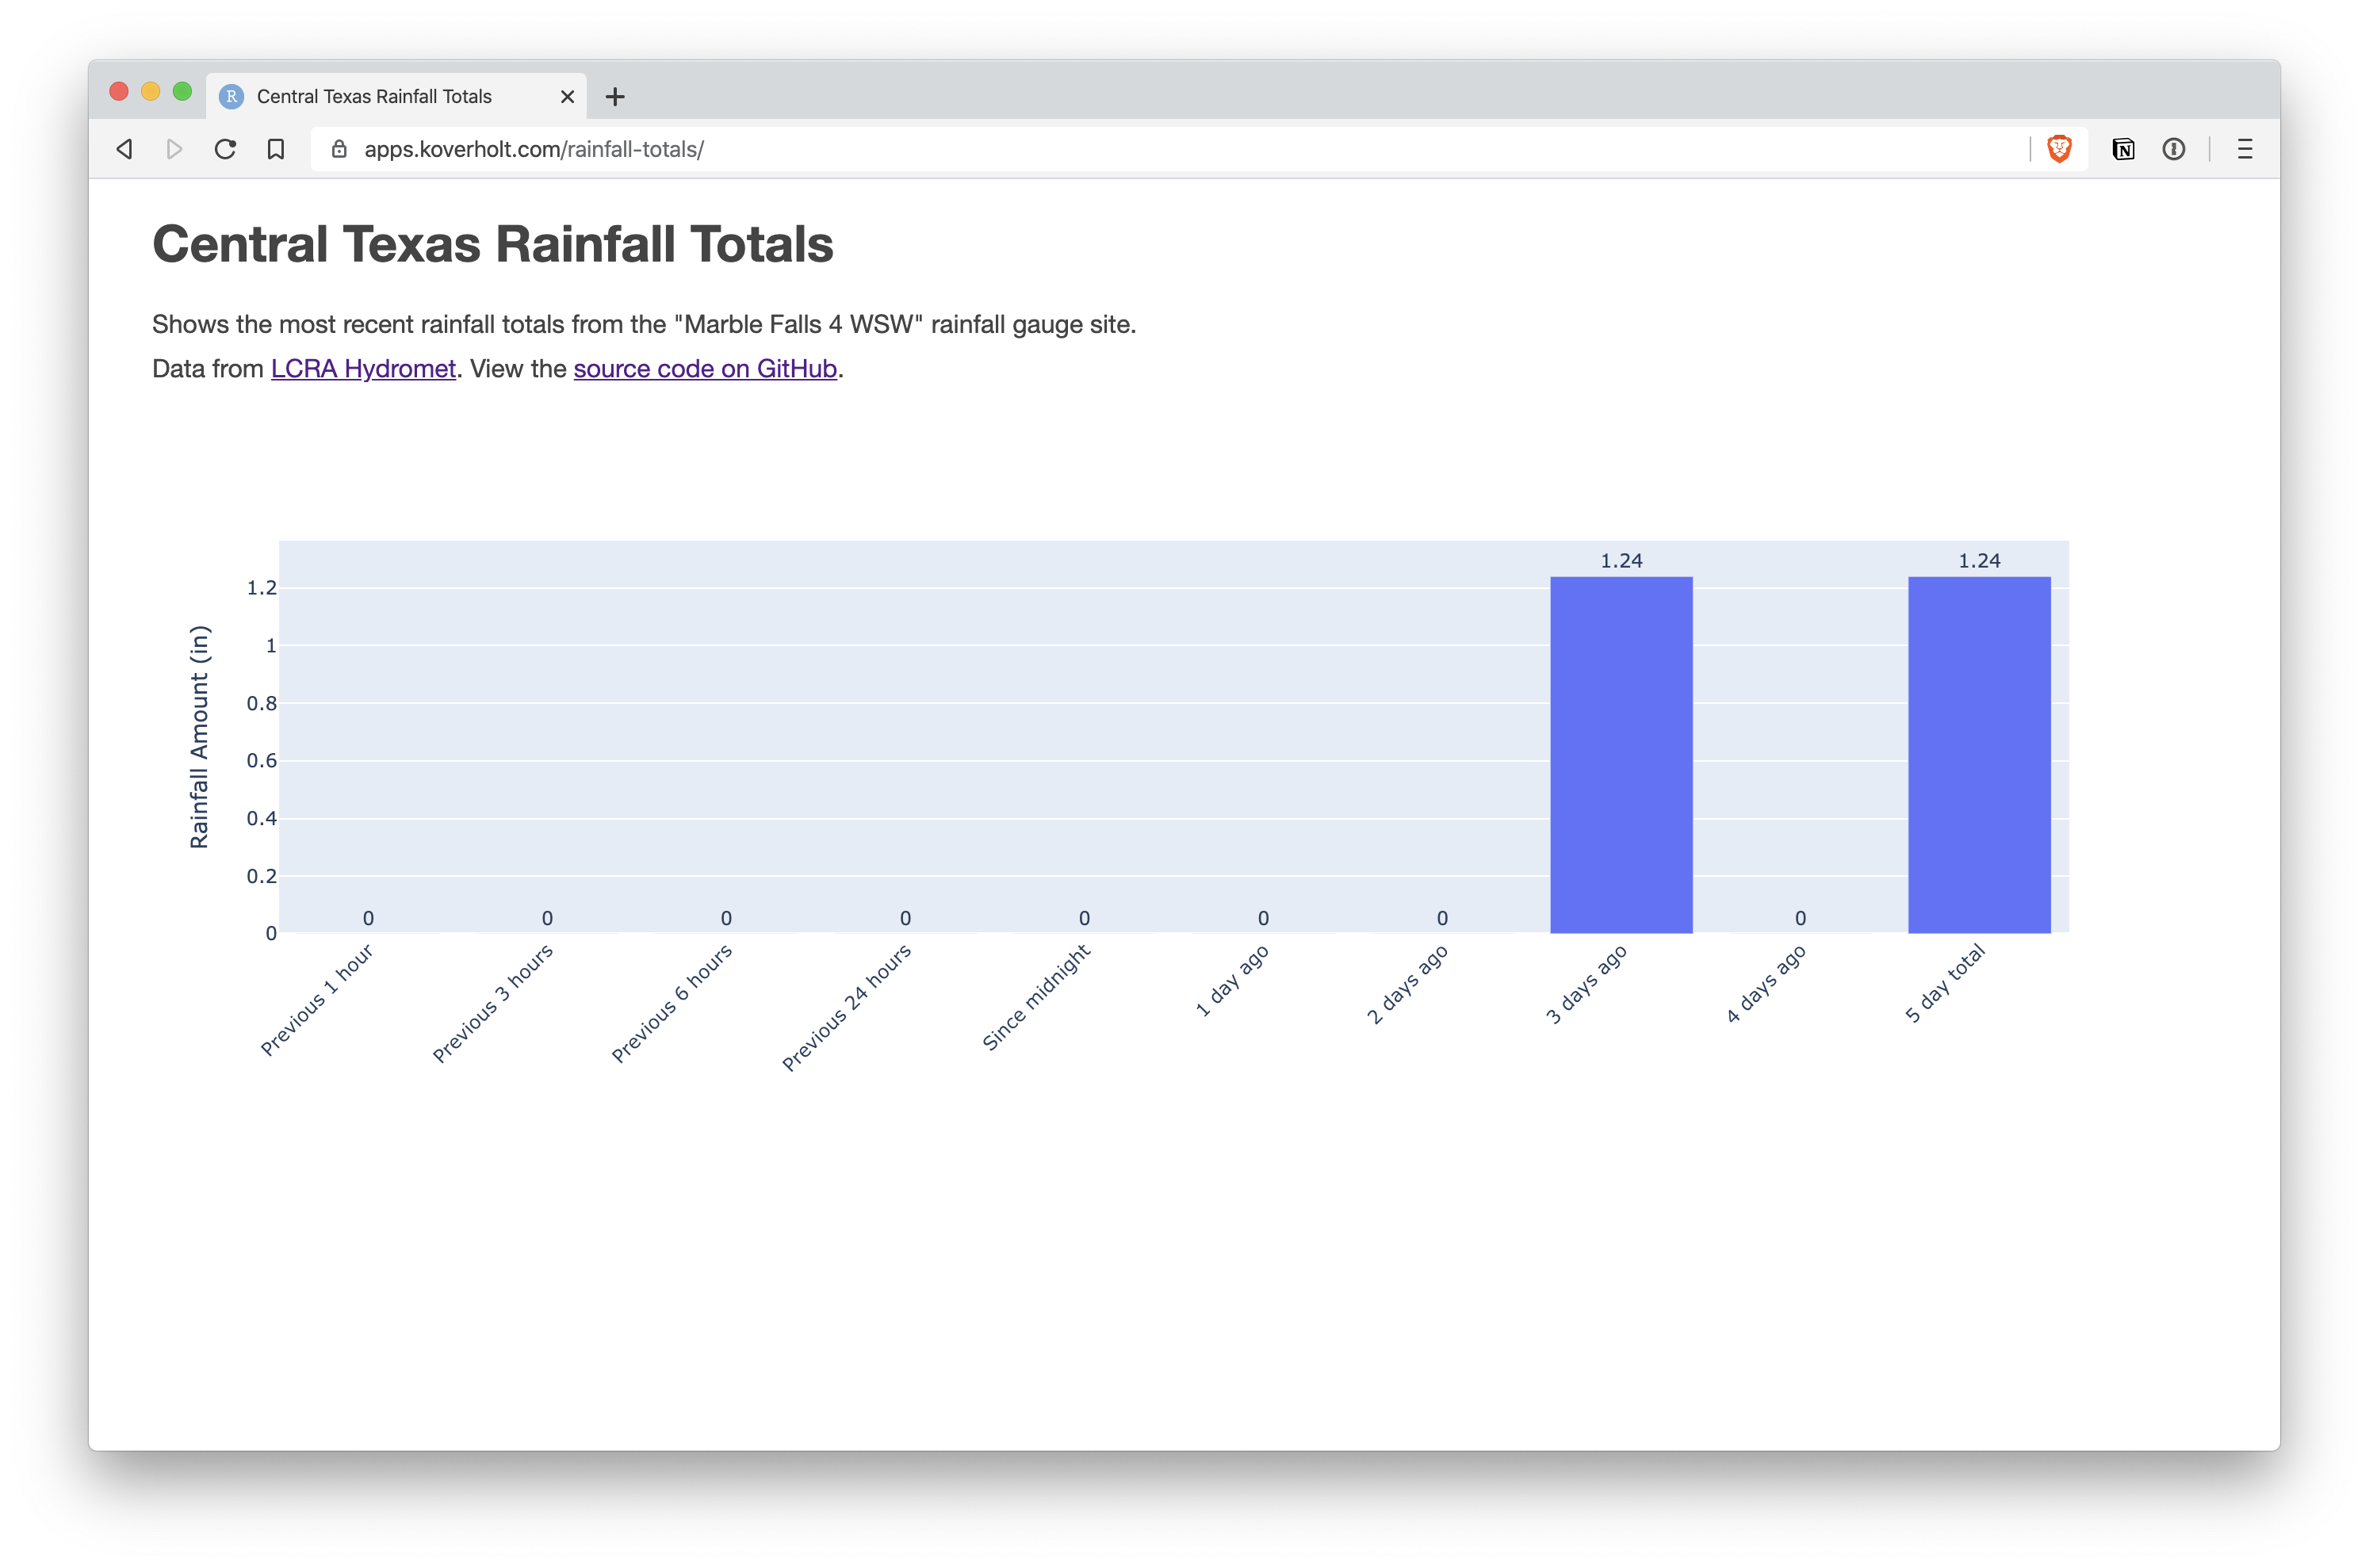 R Central Texas Rainfall Totals
apps.koverholt.com/rainfall-totals/
N
Central Texas Rainfall Totals
Shows the most recent rainfall totals from the "Marble Falls 4 WSW" rainfall gauge site.
Data from LCRA Hydromet. View the source code on GitHub.
1.24 1.24
1.2
1
0.8
0.6
0.4
0.2
0 0 0 0 0 0 0 0
0
Rainfall Amount (in)
Previous 1 hour
Previous 3 hours
Previous 6 hours
Previous 24 hours
Since midnight
1 day ago
2 days ago
3 days ago
4 days ago
5 day total